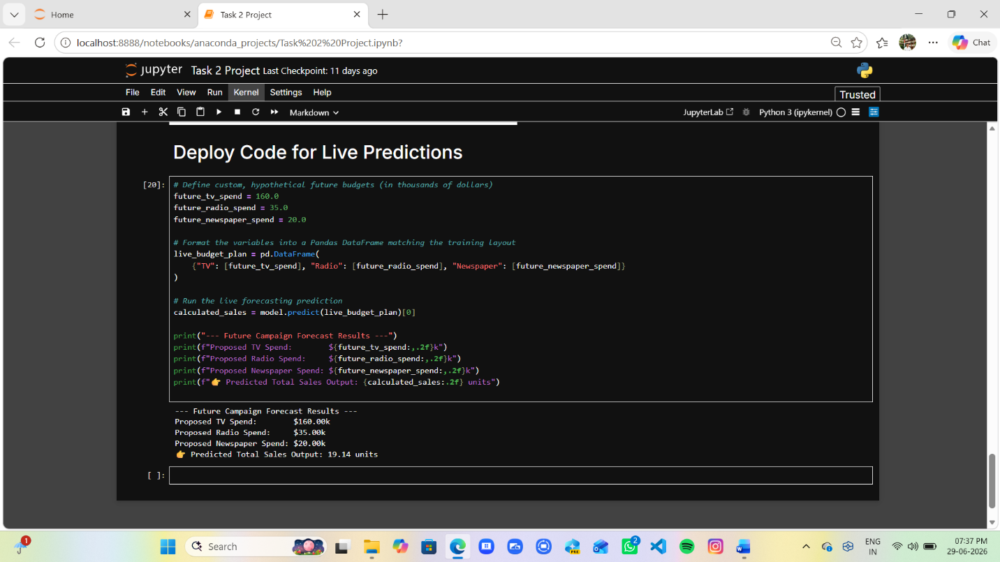 Home
Task 2 Project
localhost:8888/notebooks/anaconda_projects/Task%202%20Project.ipynb?
Chat
jupyter Task 2 Project Last Checkpoint: 11 days ago
File Edit View Run Kernel Settings Help
Trusted
Markdown
JupyterLab
Python 3 (ipykernel)
Deploy Code for Live Predictions
[20]:
# Define custom, hypothetical future budgets (in thousands of dollars)
future_tv_spend = 160.0
future_radio_spend = 35.0
future_newspaper_spend = 20.0
# Format the variables into a Pandas DataFrame matching the training layout
live_budget_plan = pd.DataFrame(
    {"TV": [future_tv_spend], "Radio": [future_radio_spend], "Newspaper": [future_newspaper_spend]}
)
# Run the live forecasting prediction
calculated_sales = model.predict(live_budget_plan)[0]
print("--- Future Campaign Forecast Results ---")
print(f"Proposed TV Spend:        ${future_tv_spend:,.2f}k")
print(f"Proposed Radio Spend:     ${future_radio_spend:,.2f}k")
print(f"Proposed Newspaper Spend: ${future_newspaper_spend:,.2f}k")
print(f"👉 Predicted Total Sales Output: {calculated_sales:.2f} units")
--- Future Campaign Forecast Results ---
Proposed TV Spend:        $160.00k
Proposed Radio Spend:     $35.00k
Proposed Newspaper Spend: $20.00k
👉 Predicted Total Sales Output: 19.14 units
[ ]:
1
Search
PRE
2
ENG
IN
07:37 PM
29-06-2026